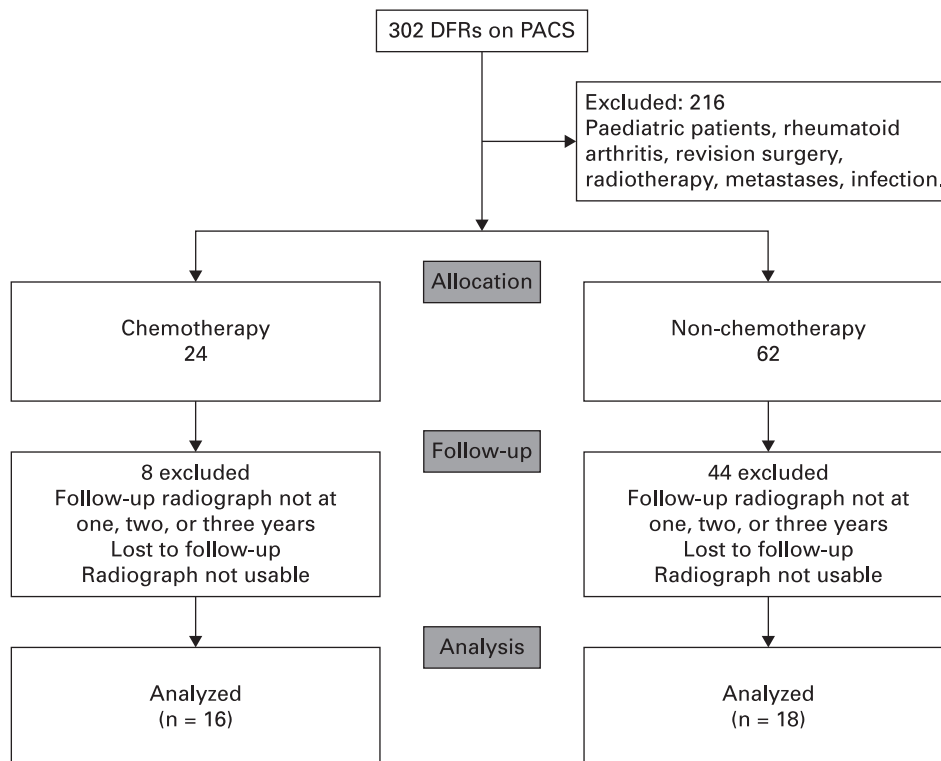 302 DFRs on PACS
Excluded: 216
Paediatric patients, rheumatoid
arthritis, revision surgery,
radiotherapy, metastases, infection.
Allocation
Chemotherapy
24
Non-chemotherapy
62
Follow-up
8 excluded
Follow-up radiograph not at
one, two, or three years
Lost to follow-up
Radiograph not usable
44 excluded
Follow-up radiograph not at
one, two, or three years
Lost to follow-up
Radiograph not usable
Analysis
Analyzed
(n = 16)
Analyzed
(n = 18)